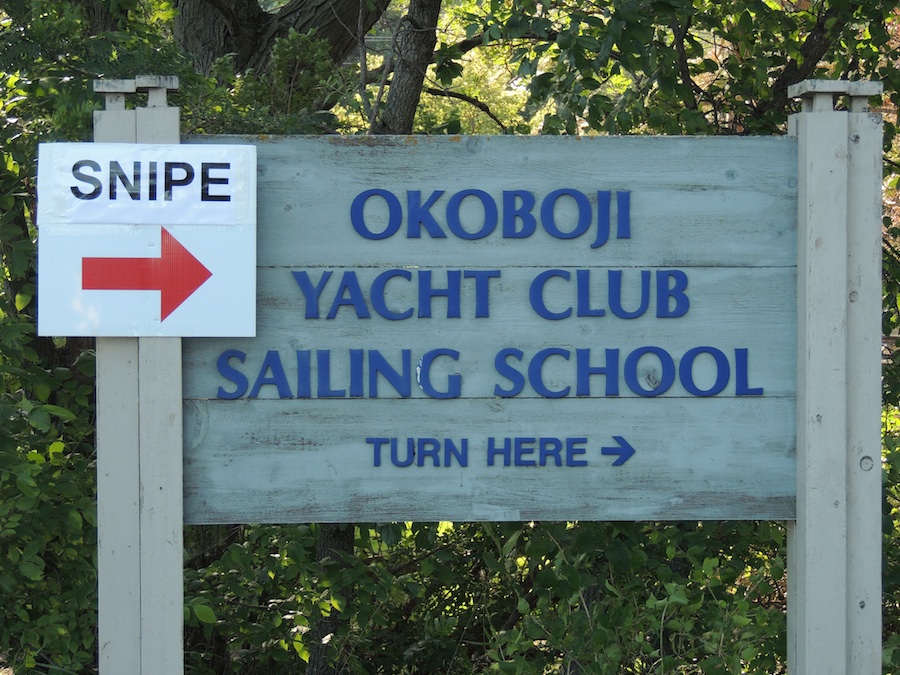 SNIPE
OKOBOJI
YACHT CLUB
SAILING SCHOOL
TURN HERE →